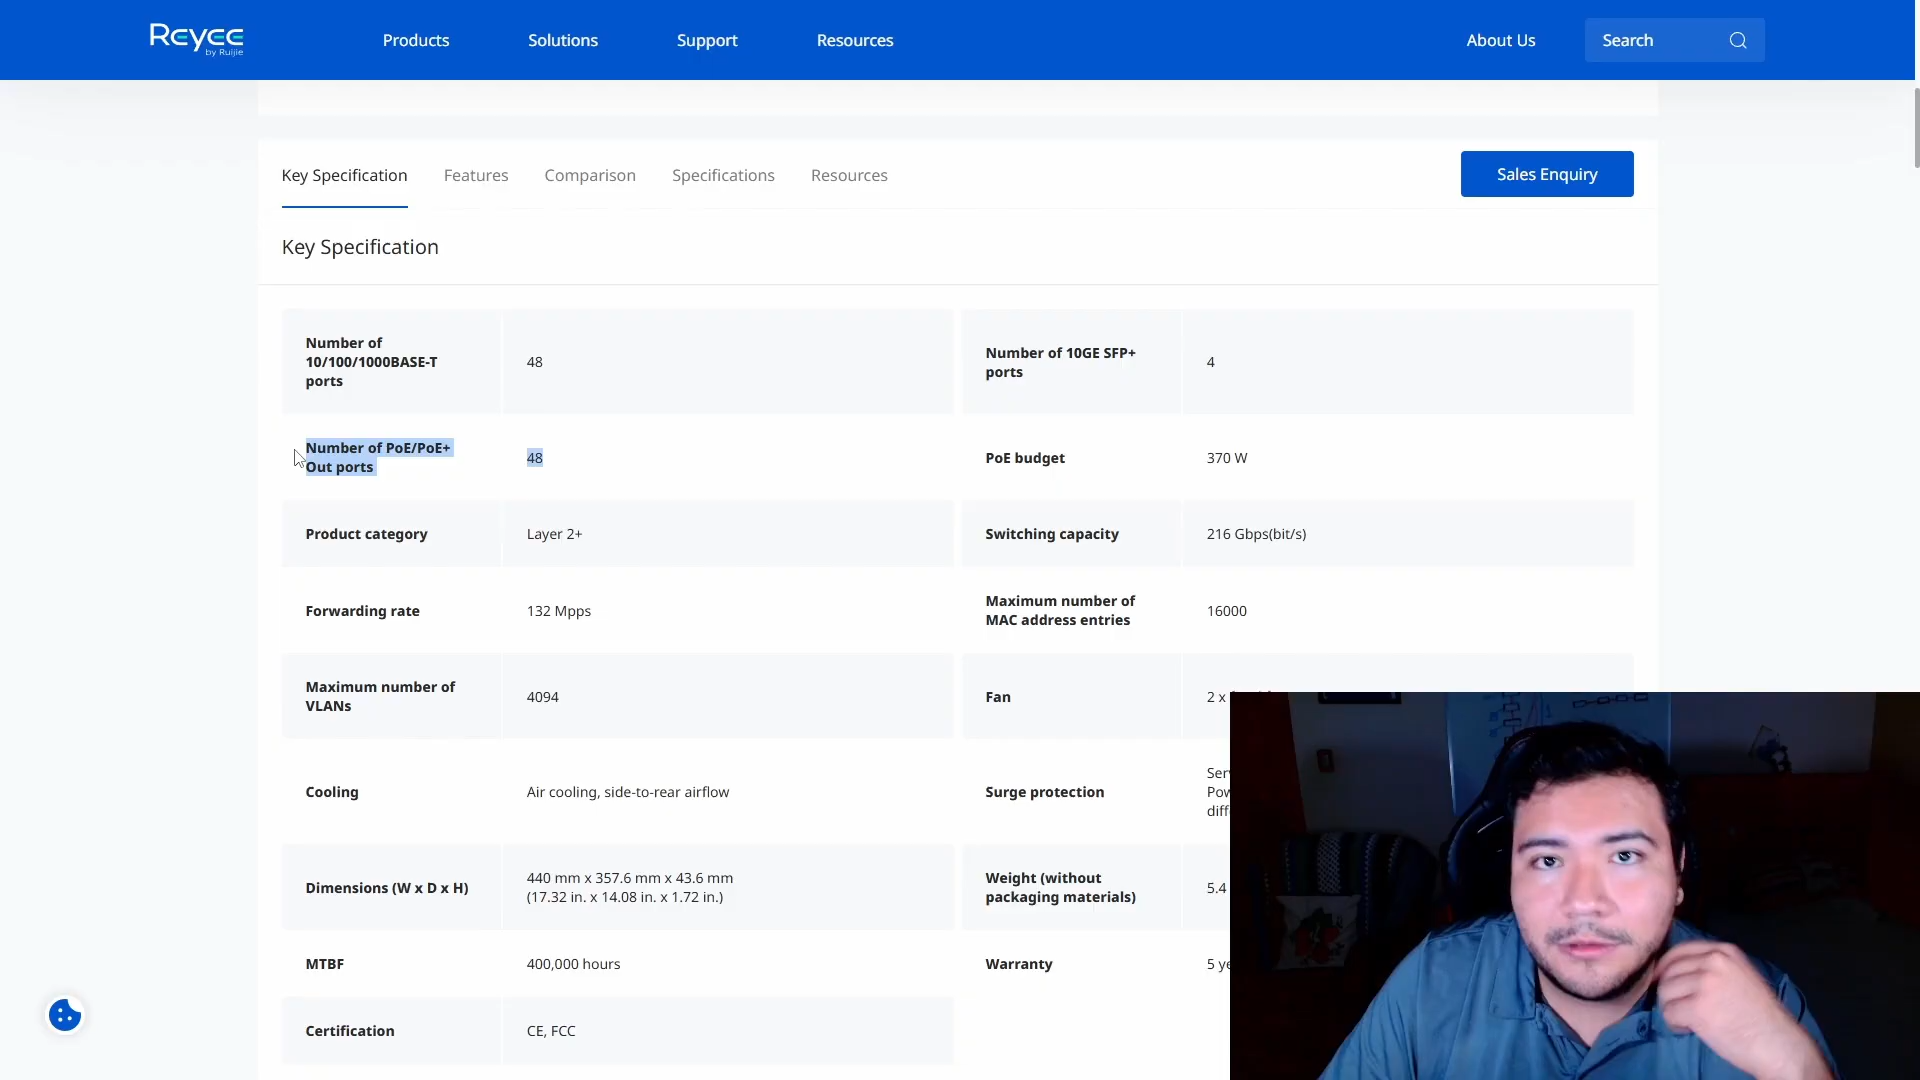 Reyee
by Ruijie
Products
Solutions
Support
Resources
About Us
Search
Key Specification
Features
Comparison
Specifications
Resources
Sales Enquiry
Key Specification
Number of
10/100/1000BASE-T
ports
48
Number of 10GE SFP+
ports
4
Number of PoE/PoE+
Out ports
48
PoE budget
370 W
Product category
Layer 2+
Switching capacity
216 Gbps(bit/s)
Forwarding rate
132 Mpps
Maximum number of
MAC address entries
16000
Maximum number of
VLANs
4094
Fan
2 x
Cooling
Air cooling, side-to-rear airflow
Surge protection
Ser
Pow
diff
Dimensions (W x D x H)
440 mm x 357.6 mm x 43.6 mm
(17.32 in. x 14.08 in. x 1.72 in.)
Weight (without
packaging materials)
5.4
MTBF
400,000 hours
Warranty
5 ye
Certification
CE, FCC